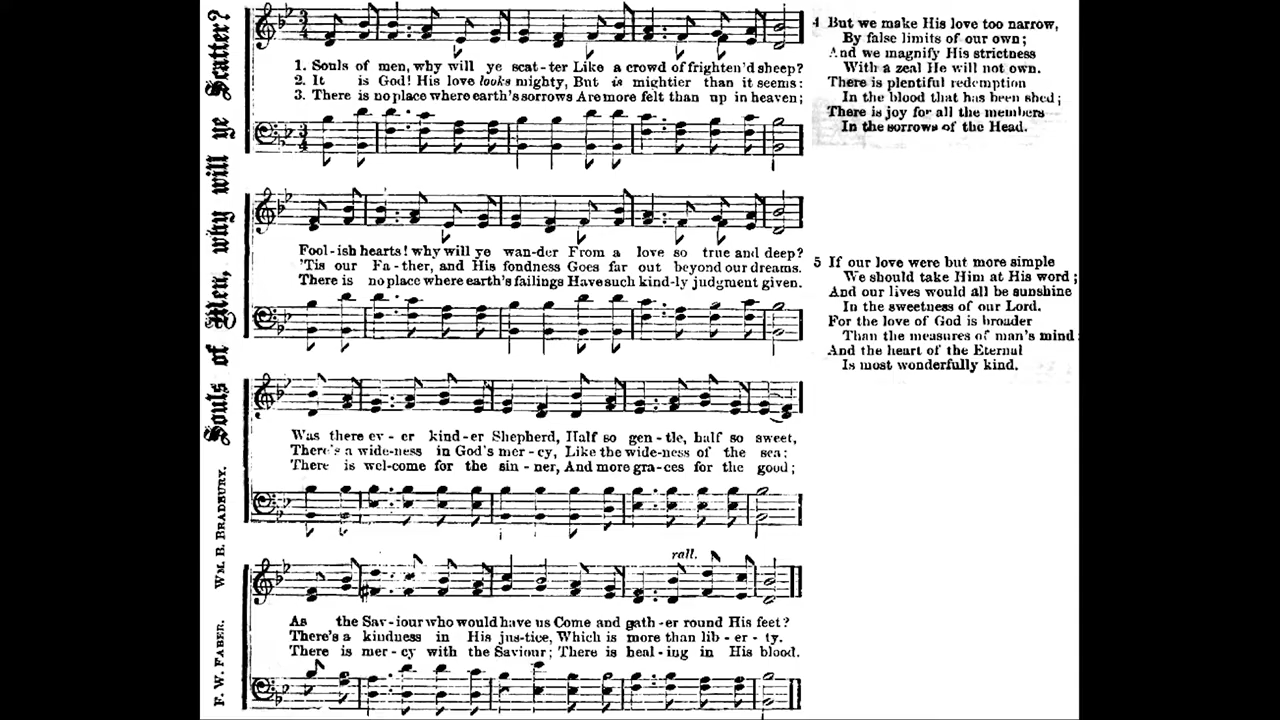 Souls of Men, why will ye Scatter?
F. W. FABER. WM. B. BRADBURY.
1. Souls of men, why will ye scat-ter Like a crowd of frighten'd sheep?
2. It is God! His love looks mighty, But is mightier than it seems:
3. There is no place where earth's sorrows Are more felt than up in heaven;
Fool-ish hearts! why will ye wan-der From a love so true and deep?
'Tis our Fa-ther, and His fondness Goes far out beyond our dreams.
There is no place where earth's failings Have such kind-ly judgment given.
Was there ev-er kind-er Shepherd, Half so gen-tle, half so sweet,
There's a wide-ness in God's mer-cy, Like the wide-ness of the sea:
There is wel-come for the sin-ner, And more gra-ces for the good;
rall.
As the Sav-iour who would have us Come and gath-er round His feet?
There's a kindness in His jus-tice, Which is more than lib-er-ty.
There is mer-cy with the Saviour; There is heal-ing in His blood.
4 But we make His love too narrow,
By false limits of our own;
And we magnify His strictness
With a zeal He will not own.
There is plentiful redemption
In the blood that has been shed;
There is joy for all the members
In the sorrows of the Head.
5 If our love were but more simple
We should take Him at His word;
And our lives would all be sunshine
In the sweetness of our Lord.
For the love of God is broader
Than the measures of man's mind:
And the heart of the Eternal
Is most wonderfully kind.